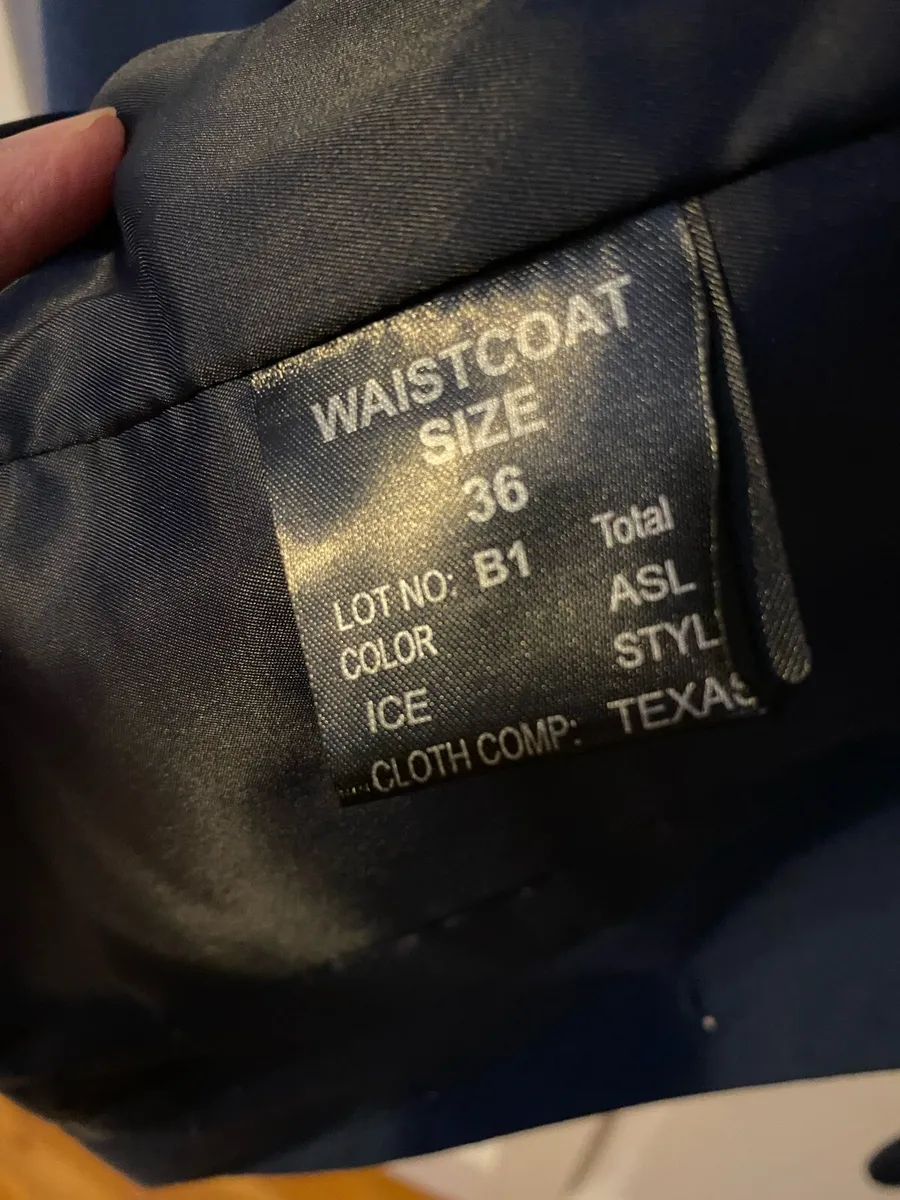 WAISTCOAT
SIZE
36
LOT NO: B1 Total
COLOR ASL
ICE STYL
CLOTH COMP: TEXAS